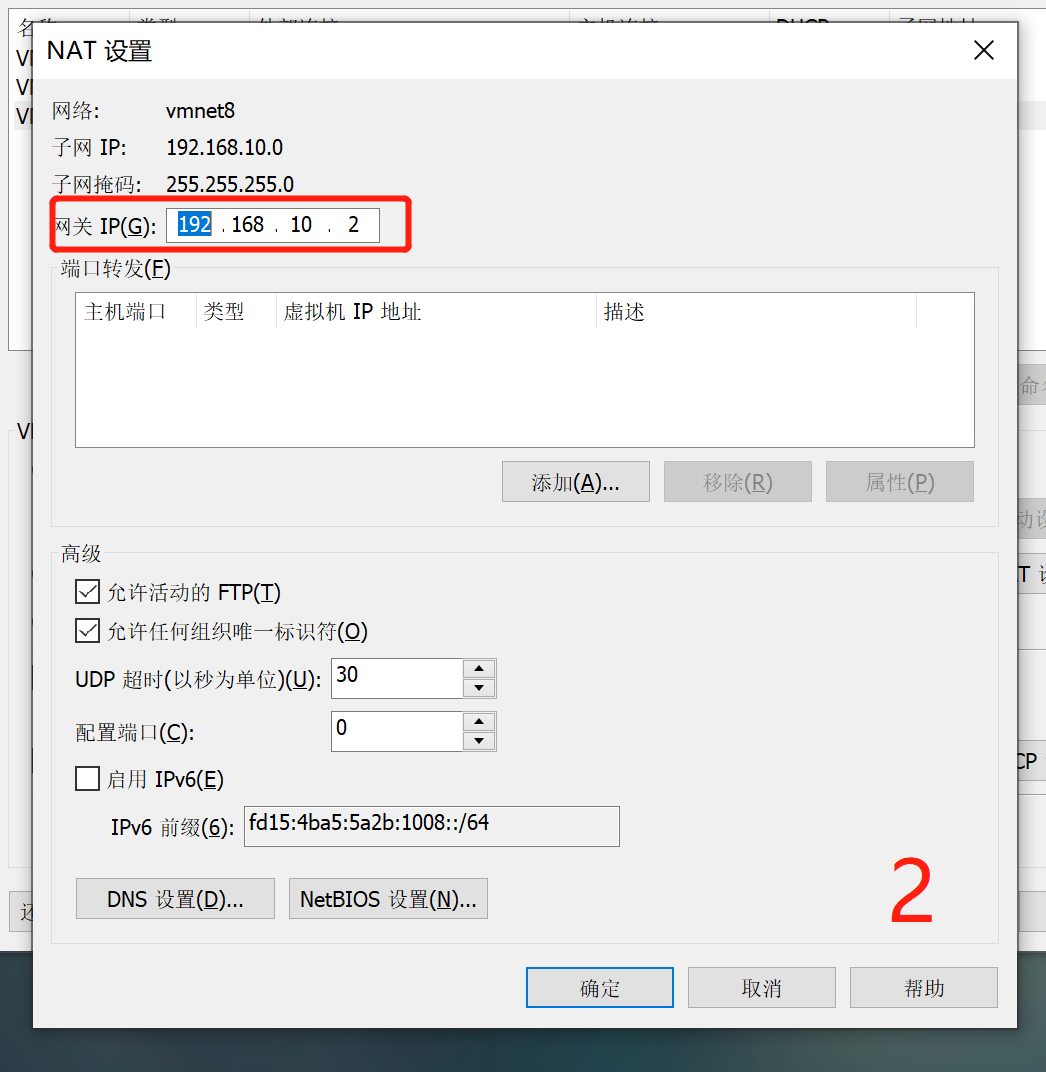 NAT 设置
网络: vmnet8
子网 IP: 192.168.10.0
子网掩码: 255.255.255.0
网关 IP(G): 192 . 168 . 10 . 2
端口转发(F)
主机端口 类型 虚拟机 IP 地址 描述
添加(A)... 移除(R) 属性(P)
高级
允许活动的 FTP(T)
允许任何组织唯一标识符(O)
UDP 超时(以秒为单位)(U): 30
配置端口(C): 0
启用 IPv6(E)
IPv6 前缀(6): fd15:4ba5:5a2b:1008::/64
DNS 设置(D)... NetBIOS 设置(N)...
2
确定 取消 帮助